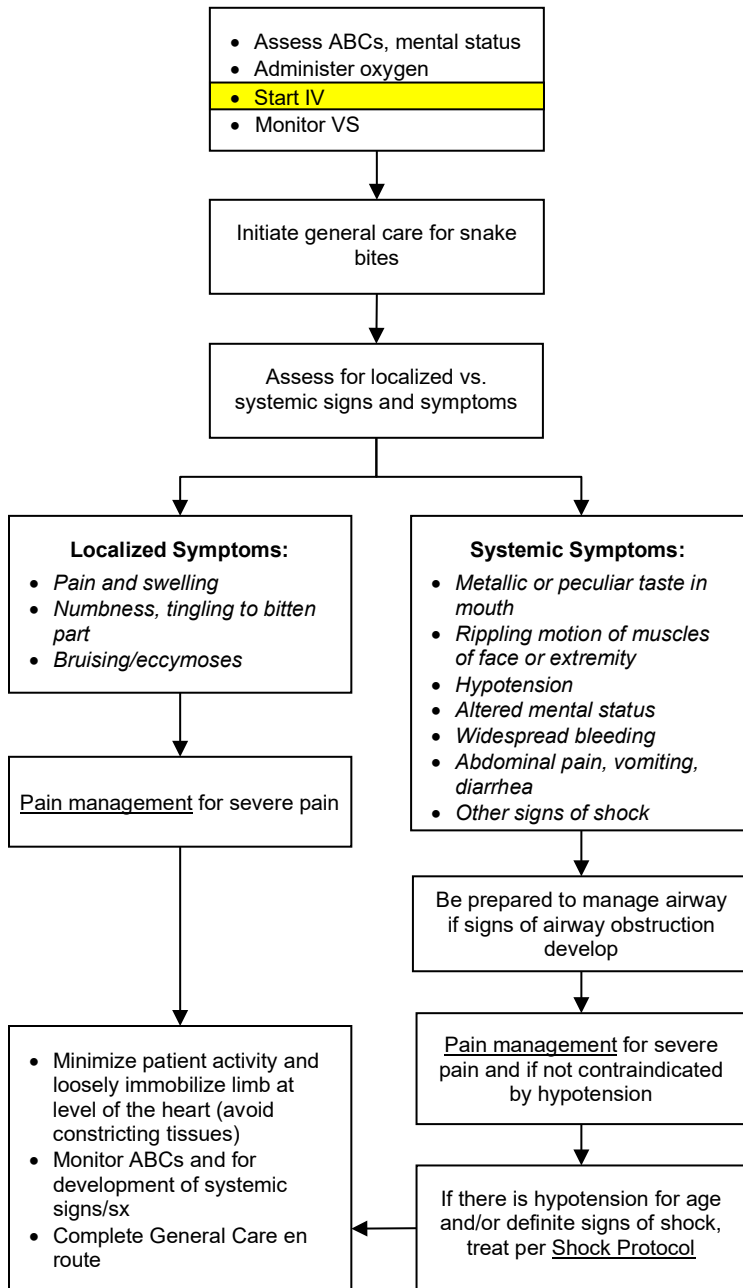 • Assess ABCs, mental status
• Administer oxygen
• Start IV
• Monitor VS
Initiate general care for snake
bites
Assess for localized vs.
systemic signs and symptoms
Localized Symptoms:
• Pain and swelling
• Numbness, tingling to bitten
part
• Bruising/eccymoses
Pain management for severe pain
Systemic Symptoms:
• Metallic or peculiar taste in
mouth
• Rippling motion of muscles
of face or extremity
• Hypotension
• Altered mental status
• Widespread bleeding
• Abdominal pain, vomiting,
diarrhea
• Other signs of shock
Be prepared to manage airway
if signs of airway obstruction
develop
Pain management for severe
pain and if not contraindicated
by hypotension
If there is hypotension for age
and/or definite signs of shock,
treat per Shock Protocol
• Minimize patient activity and
loosely immobilize limb at
level of the heart (avoid
constricting tissues)
• Monitor ABCs and for
development of systemic
signs/sx
• Complete General Care en
route